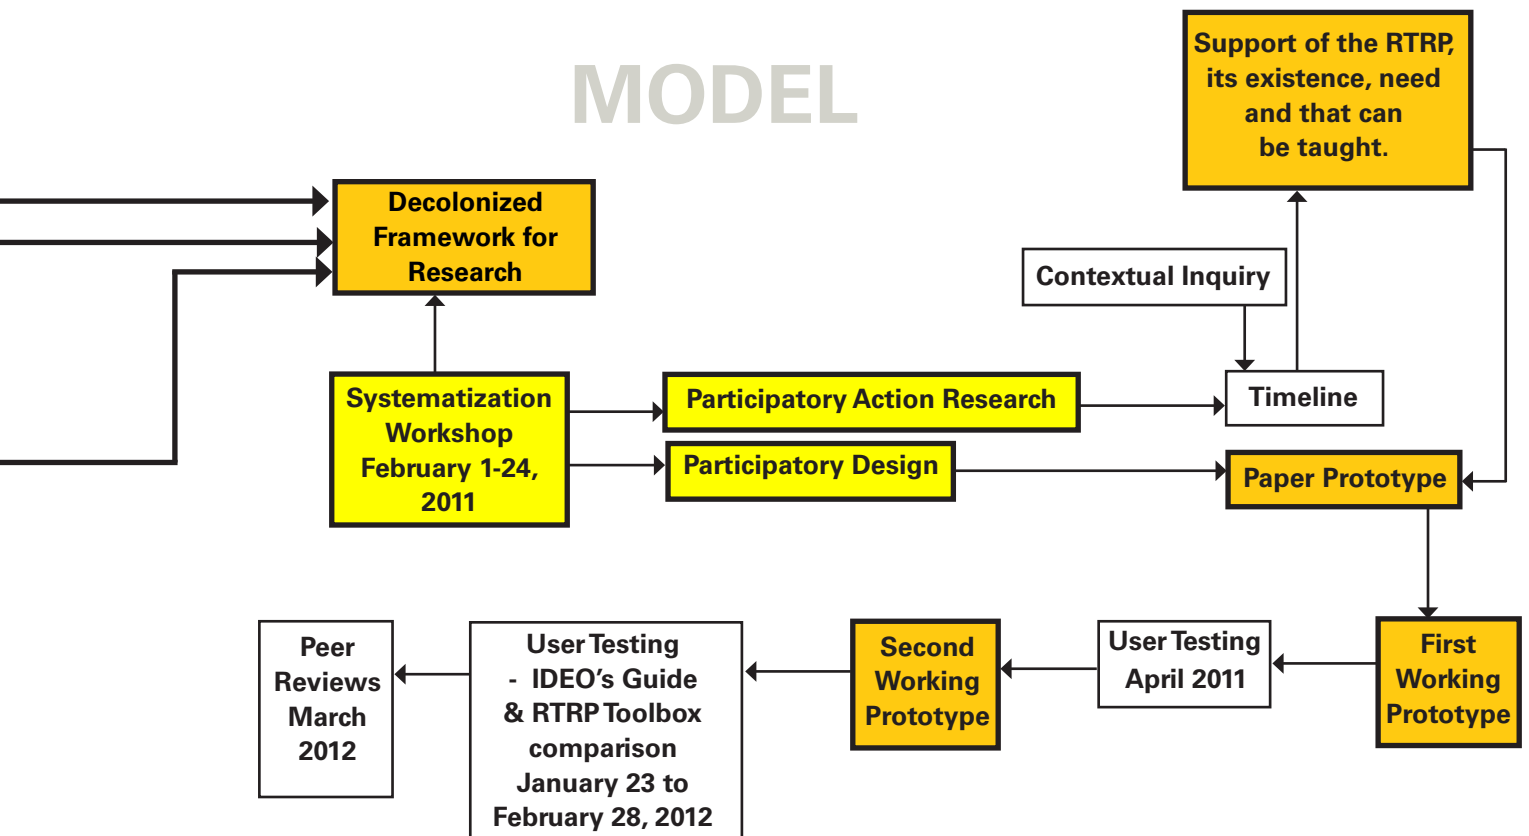 MODEL
Support of the RTRP,
its existence, need
and that can
be taught.
Decolonized
Framework for
Research
Contextual Inquiry
Systematization
Workshop
February 1-24,
2011
Participatory Action Research
Timeline
Participatory Design
Paper Prototype
Peer
Reviews
March
2012
User Testing
- IDEO's Guide
& RTRP Toolbox
comparison
January 23 to
February 28, 2012
Second
Working
Prototype
User Testing
April 2011
First
Working
Prototype